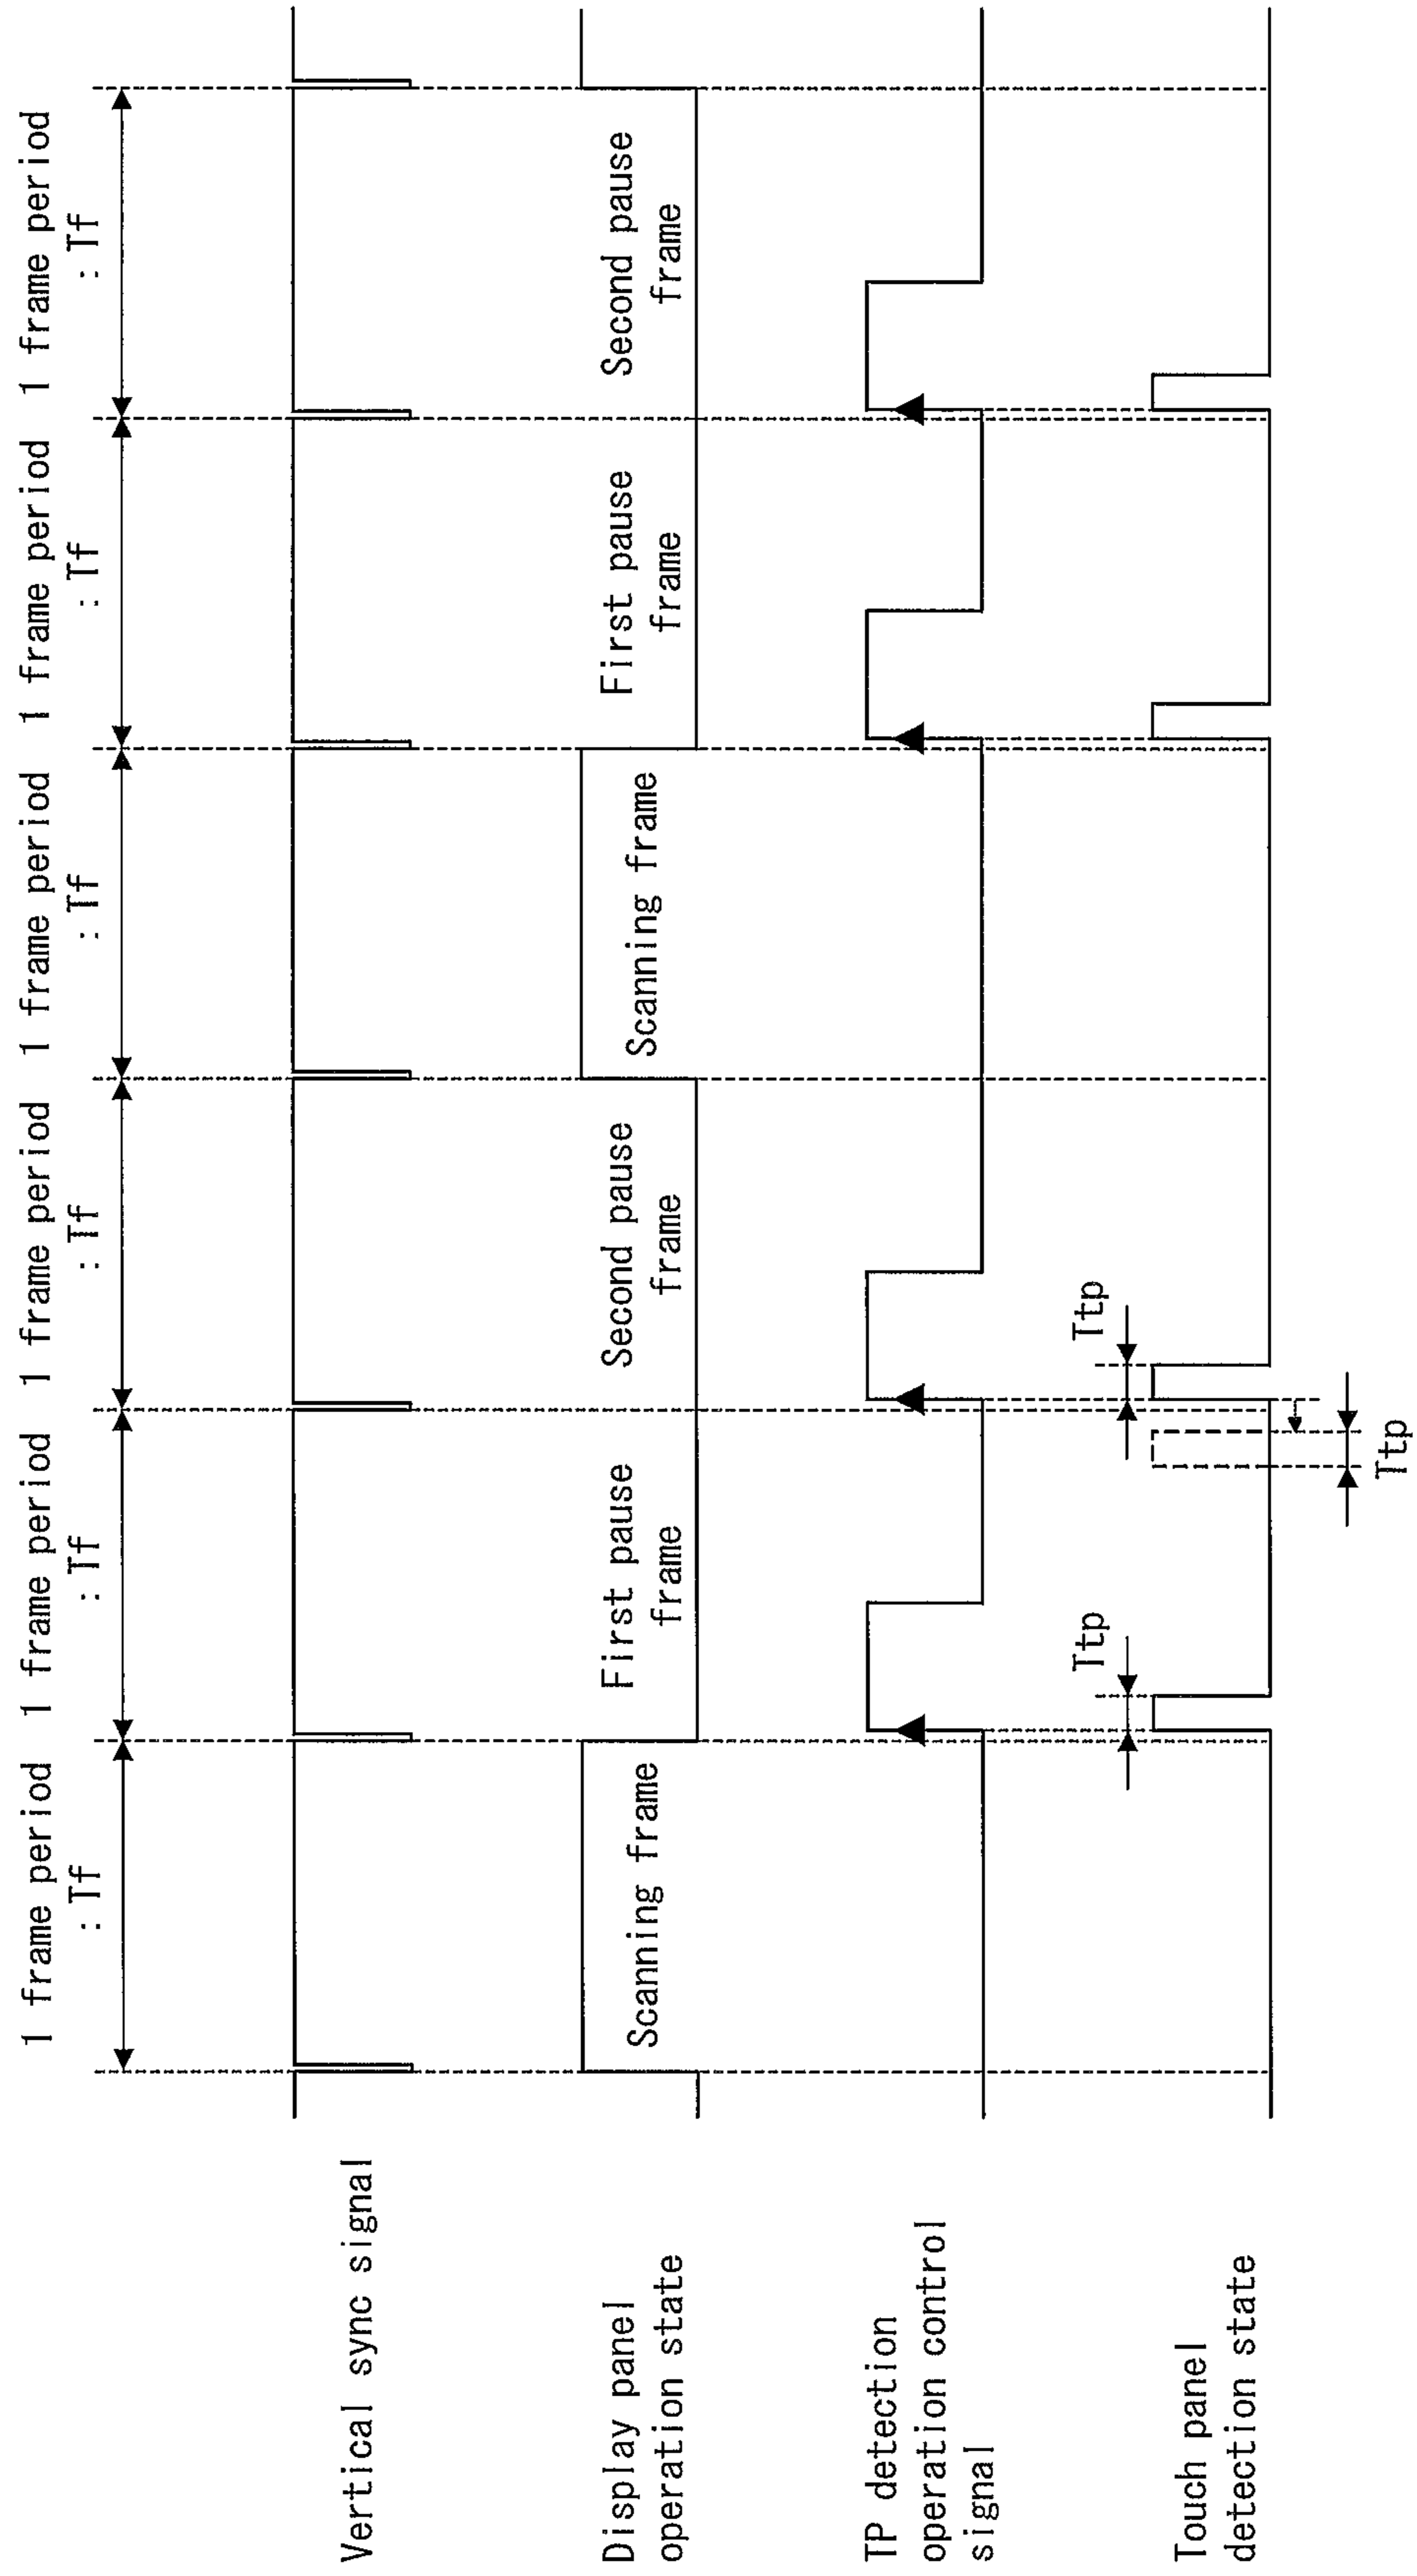 1 frame period
: Tf
1 frame period
: Tf
1 frame period
: Tf
1 frame period
: Tf
1 frame period
: Tf
1 frame period
: Tf
Vertical sync signal
Display panel
operation state
Scanning frame
First pause
frame
Second pause
frame
Scanning frame
First pause
frame
Second pause
frame
TP detection
operation control
signal
Touch panel
detection state
Ttp
Ttp
Ttp